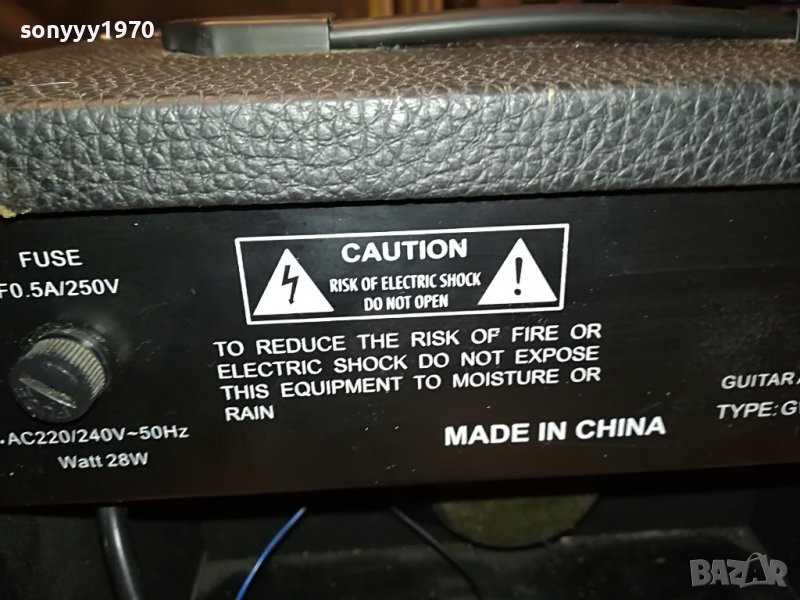 sonyyy1970
FUSE
F0.5A/250V
CAUTION
RISK OF ELECTRIC SHOCK
DO NOT OPEN
TO REDUCE THE RISK OF FIRE OR
ELECTRIC SHOCK DO NOT EXPOSE
THIS EQUIPMENT TO MOISTURE OR
RAIN
AC220/240V~50Hz
Watt 28W
MADE IN CHINA
GUITAR
TYPE:
BAZAR